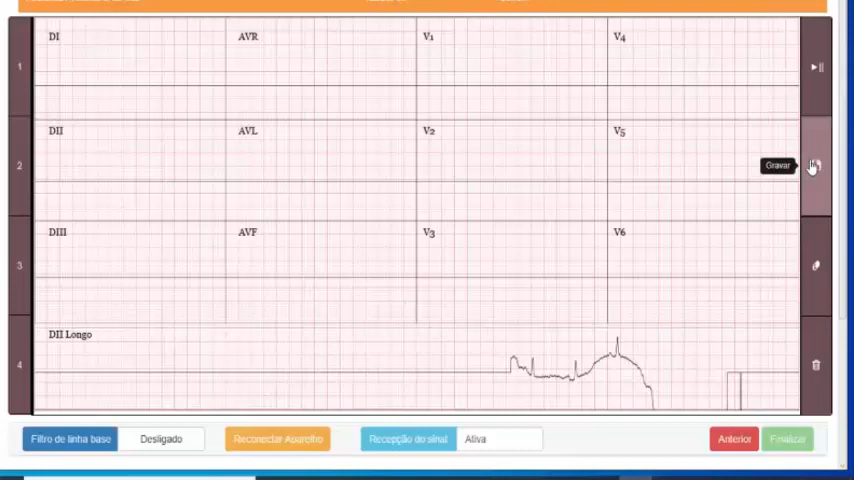 DI AVR V1 V4
1
DII AVL V2 V5
2 Gravar
DIII AVF V3 V6
3
DII Longo
4
Filtro de linha base Desligado Reconectar Aparelho Recepção do sinal Ativa Anterior Finalizar